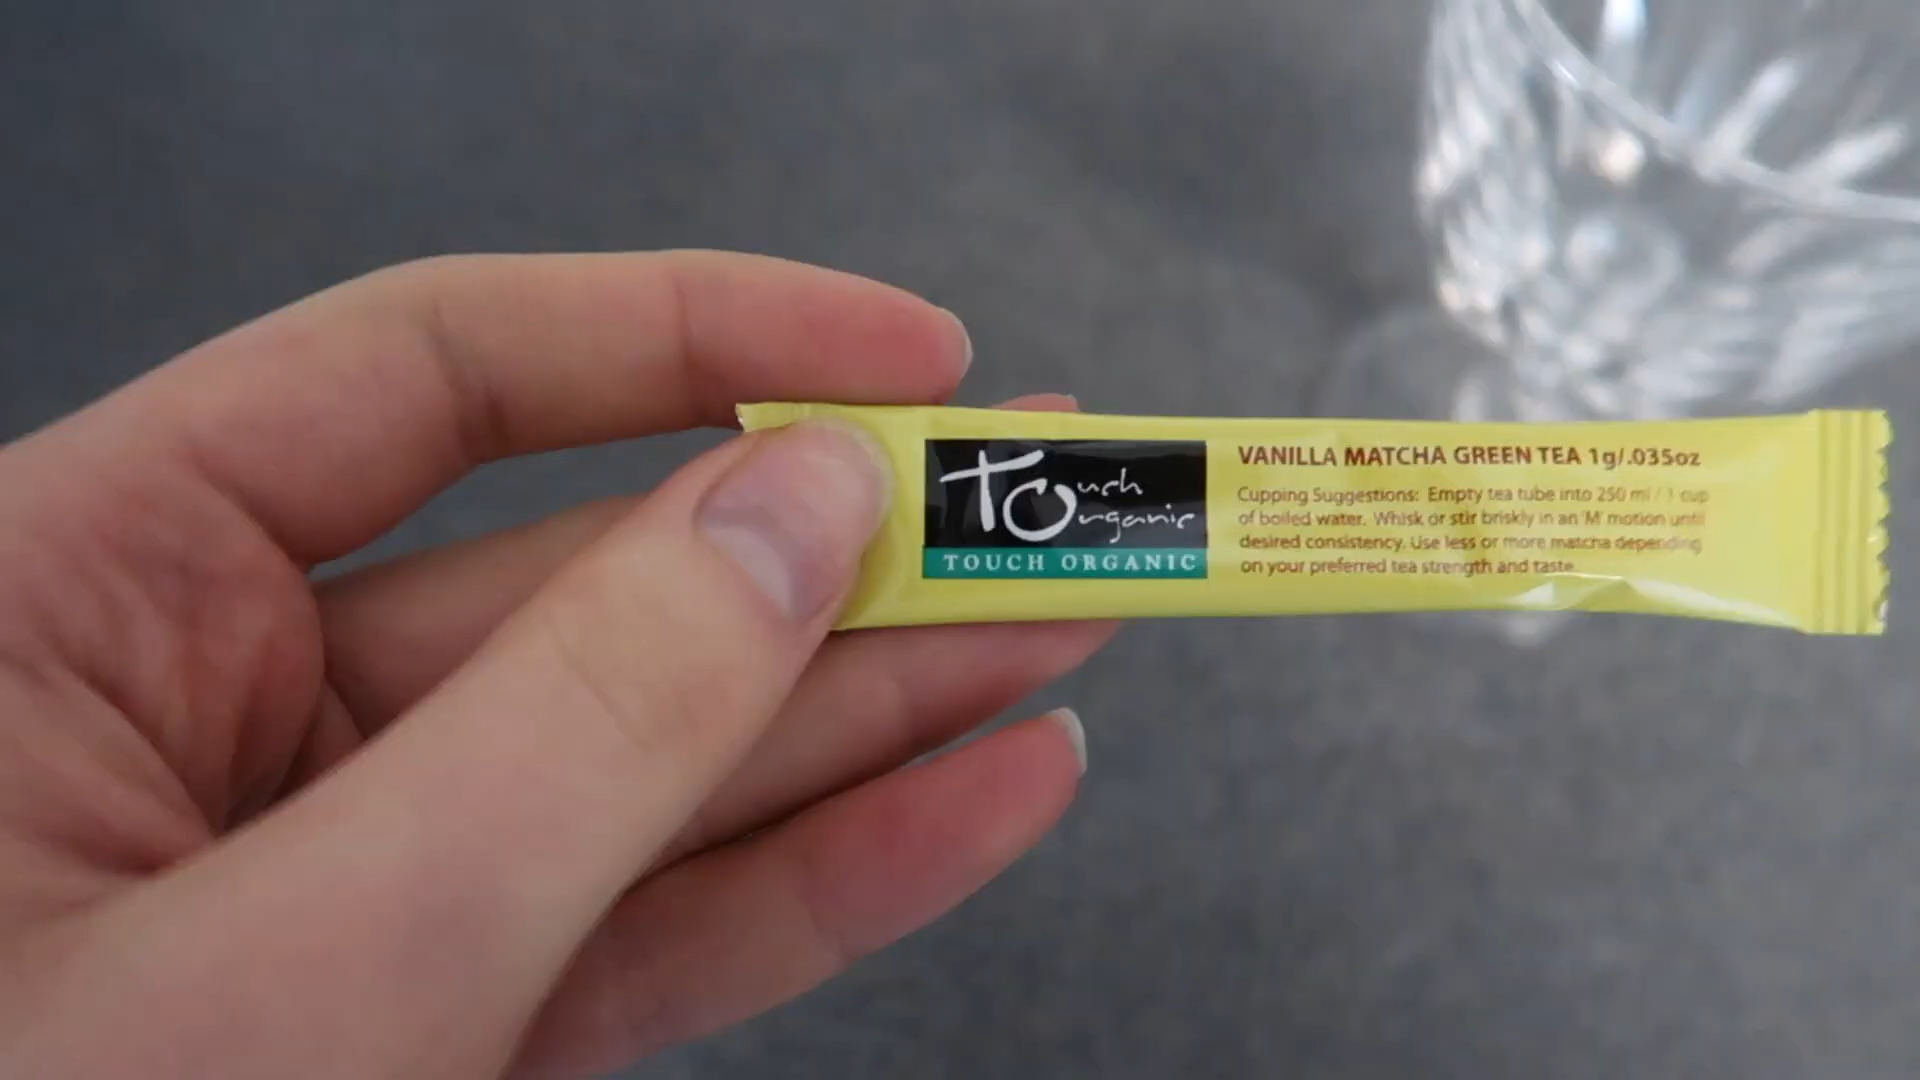 Touch
Organic
TOUCH ORGANIC
VANILLA MATCHA GREEN TEA 1g/.035oz
Cupping Suggestions: Empty tea tube into 250 ml / 1 cup
of boiled water. Whisk or stir briskly in an 'M' motion until
desired consistency. Use less or more matcha depending
on your preferred tea strength and taste.